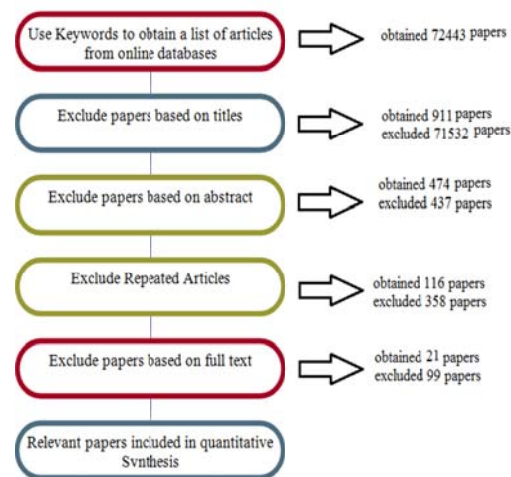 Use Keywords to obtain a list of articles
from online databases
obtained 72443 papers
Exclude papers based on titles
obtained 911 papers
excluded 71532 papers
Exclude papers based on abstract
obtained 474 papers
excluded 437 papers
Exclude Repeated Articles
obtained 116 papers
excluded 358 papers
Exclude papers based on full text
obtained 21 papers
excluded 99 papers
Relevant papers included in quantitative
Synthesis